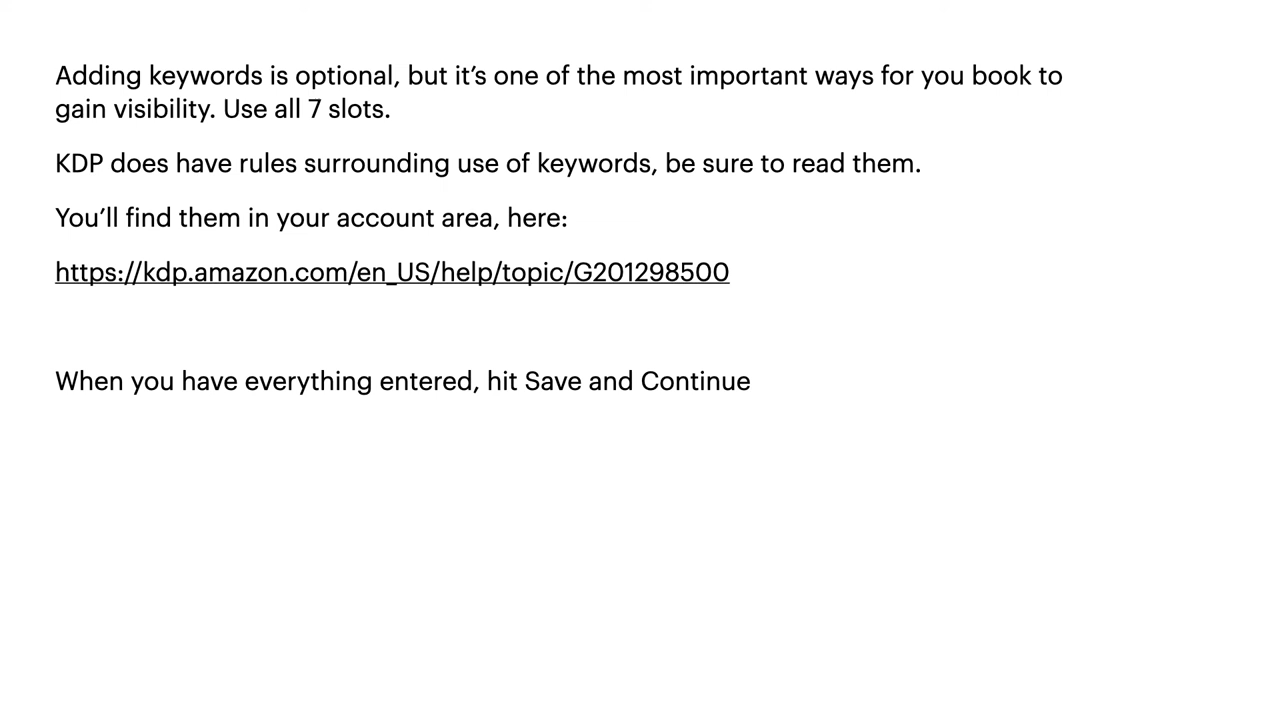 Adding keywords is optional, but it’s one of the most important ways for you book to
gain visibility. Use all 7 slots.
KDP does have rules surrounding use of keywords, be sure to read them.
You’ll find them in your account area, here:
https://kdp.amazon.com/en_US/help/topic/G201298500
When you have everything entered, hit Save and Continue